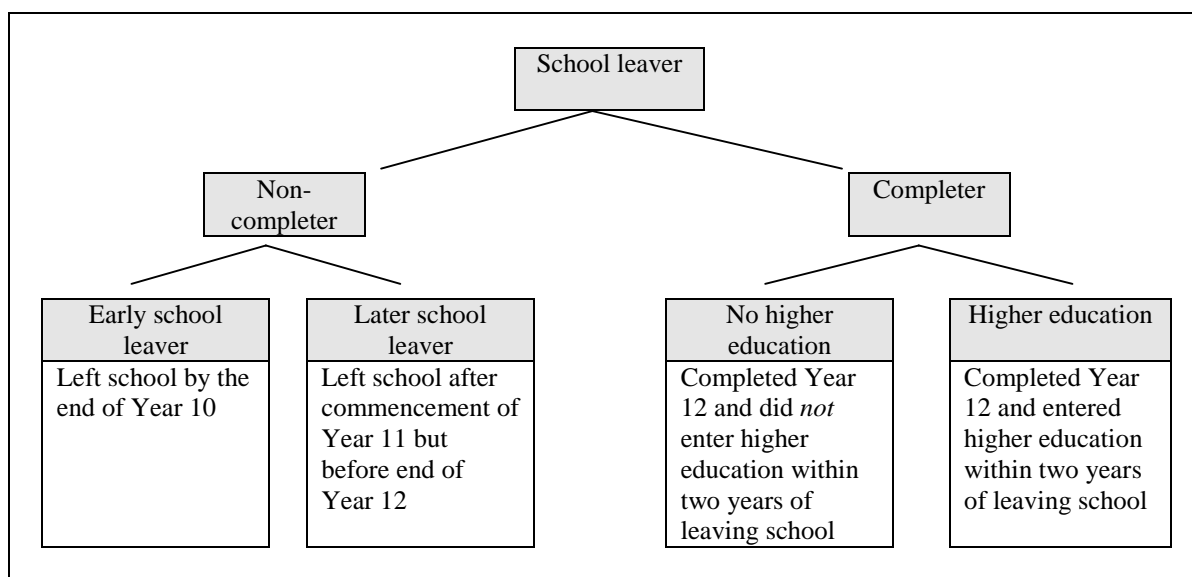 School leaver
Non-
completer
Completer
Early school
leaver
Left school by the
end of Year 10
Later school
leaver
Left school after
commencement of
Year 11 but
before end of
Year 12
No higher
education
Completed Year
12 and did not
enter higher
education within
two years of
leaving school
Higher education
Completed Year
12 and entered
higher education
within two years
of leaving school